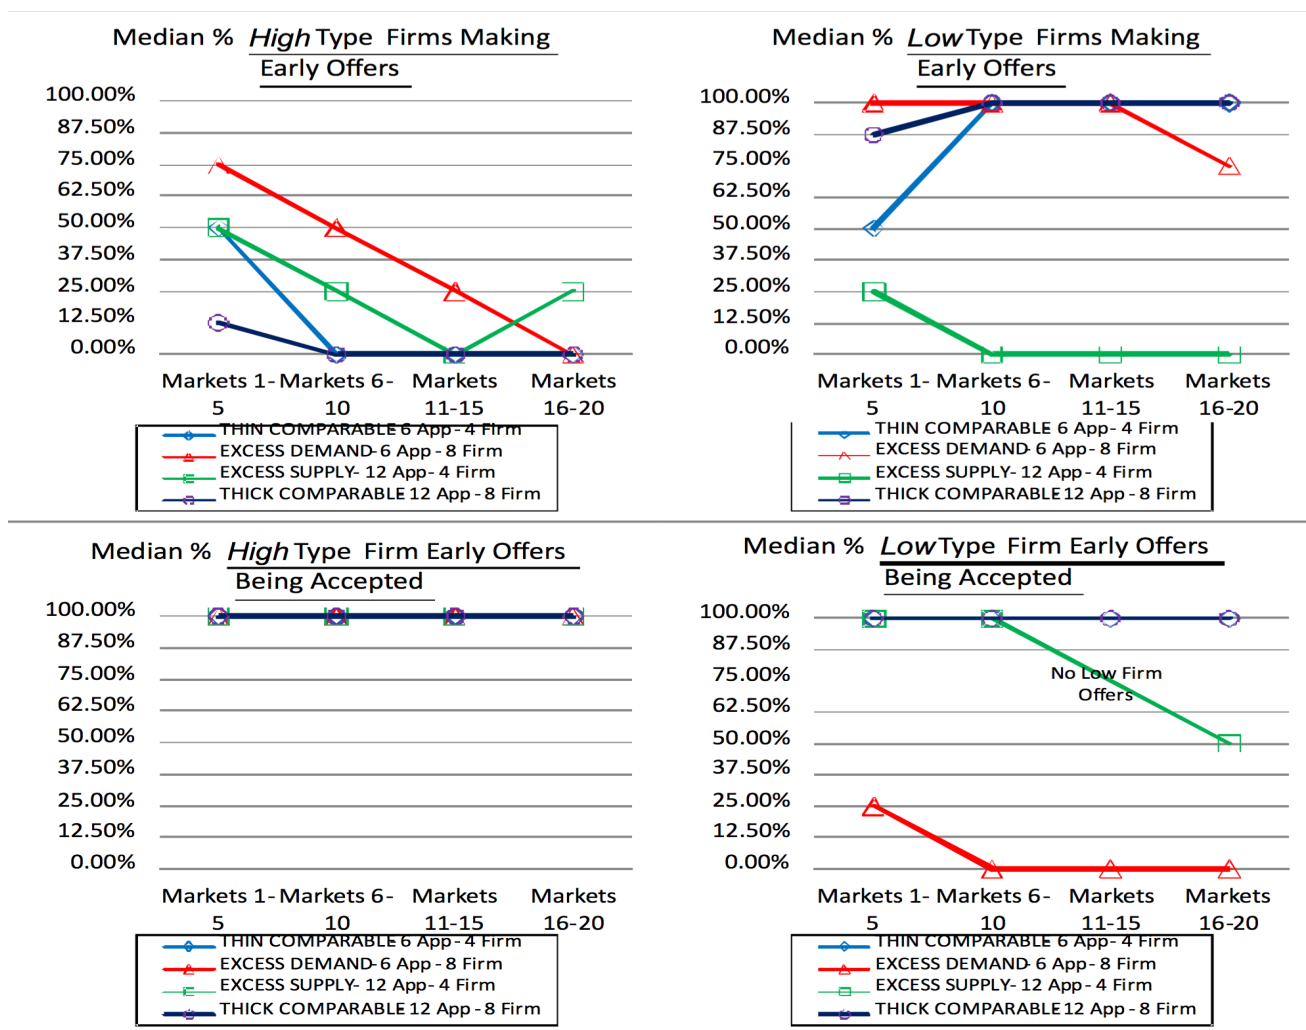 Median % High Type Firms Making
Early Offers
100.00%
87.50%
75.00%
62.50%
50.00%
37.50%
25.00%
12.50%
0.00%
Markets 1- Markets 6- Markets Markets
5 10 11-15 16-20
THIN COMPARABLE 6 App - 4 Firm
EXCESS DEMAND- 6 App - 8 Firm
EXCESS SUPPLY- 12 App - 4 Firm
THICK COMPARABLE 12 App - 8 Firm
Median % Low Type Firms Making
Early Offers
100.00%
87.50%
75.00%
62.50%
50.00%
37.50%
25.00%
12.50%
0.00%
Markets 1- Markets 6- Markets Markets
5 10 11-15 16-20
THIN COMPARABLE 6 App - 4 Firm
EXCESS DEMAND- 6 App - 8 Firm
EXCESS SUPPLY- 12 App - 4 Firm
THICK COMPARABLE 12 App - 8 Firm
Median % High Type Firm Early Offers
Being Accepted
100.00%
87.50%
75.00%
62.50%
50.00%
37.50%
25.00%
12.50%
0.00%
Markets 1- Markets 6- Markets Markets
5 10 11-15 16-20
THIN COMPARABLE 6 App - 4 Firm
EXCESS DEMAND- 6 App - 8 Firm
EXCESS SUPPLY- 12 App - 4 Firm
THICK COMPARABLE 12 App - 8 Firm
Median % Low Type Firm Early Offers
Being Accepted
100.00%
87.50%
75.00%
62.50%
50.00%
37.50%
25.00%
12.50%
0.00%
No Low Firm
Offers
Markets 1- Markets 6- Markets Markets
5 10 11-15 16-20
THIN COMPARABLE 6 App - 4 Firm
EXCESS DEMAND- 6 App - 8 Firm
EXCESS SUPPLY- 12 App - 4 Firm
THICK COMPARABLE 12 App - 8 Firm